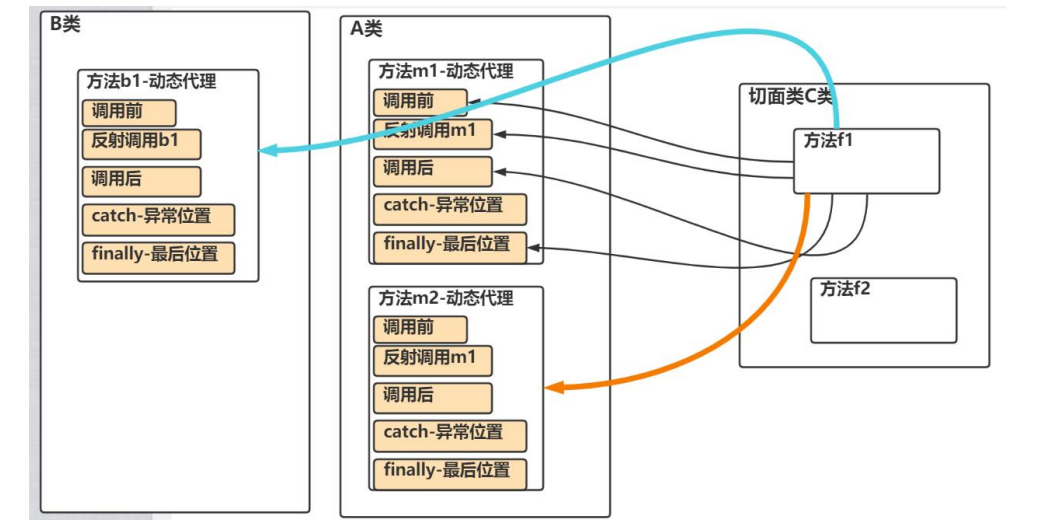 B类
方法b1-动态代理
调用前
反射调用b1
调用后
catch-异常位置
finally-最后位置
A类
方法m1-动态代理
调用前
反射调用m1
调用后
catch-异常位置
finally-最后位置
方法m2-动态代理
调用前
反射调用m1
调用后
catch-异常位置
finally-最后位置
切面类C类
方法f1
方法f2